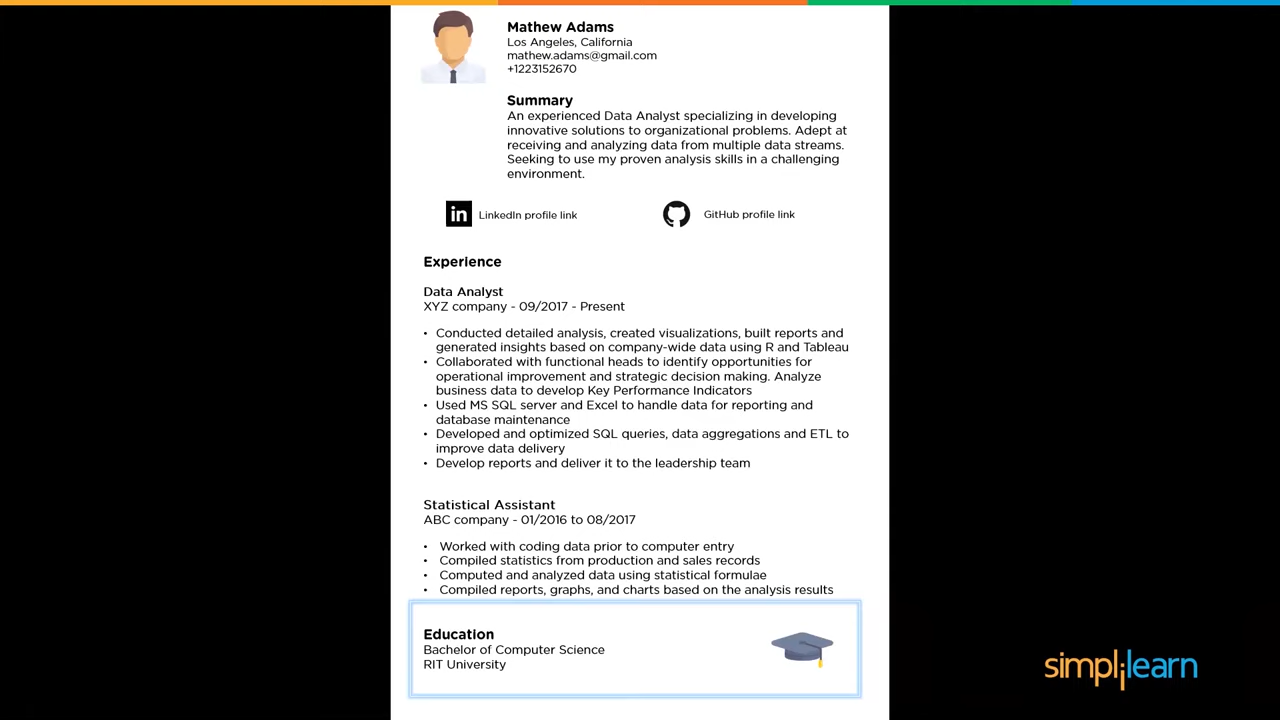 Mathew Adams
Los Angeles, California
mathew.adams@gmail.com
+1223152670
Summary
An experienced Data Analyst specializing in developing
innovative solutions to organizational problems. Adept at
receiving and analyzing data from multiple data streams.
Seeking to use my proven analysis skills in a challenging
environment.
in LinkedIn profile link
GitHub profile link
Experience
Data Analyst
XYZ company - 09/2017 - Present
• Conducted detailed analysis, created visualizations, built reports and
generated insights based on company-wide data using R and Tableau
• Collaborated with functional heads to identify opportunities for
operational improvement and strategic decision making. Analyze
business data to develop Key Performance Indicators
• Used MS SQL server and Excel to handle data for reporting and
database maintenance
• Developed and optimized SQL queries, data aggregations and ETL to
improve data delivery
• Develop reports and deliver it to the leadership team
Statistical Assistant
ABC company - 01/2016 to 08/2017
• Worked with coding data prior to computer entry
• Compiled statistics from production and sales records
• Computed and analyzed data using statistical formulae
• Compiled reports, graphs, and charts based on the analysis results
Education
Bachelor of Computer Science
RIT University
simplilearn